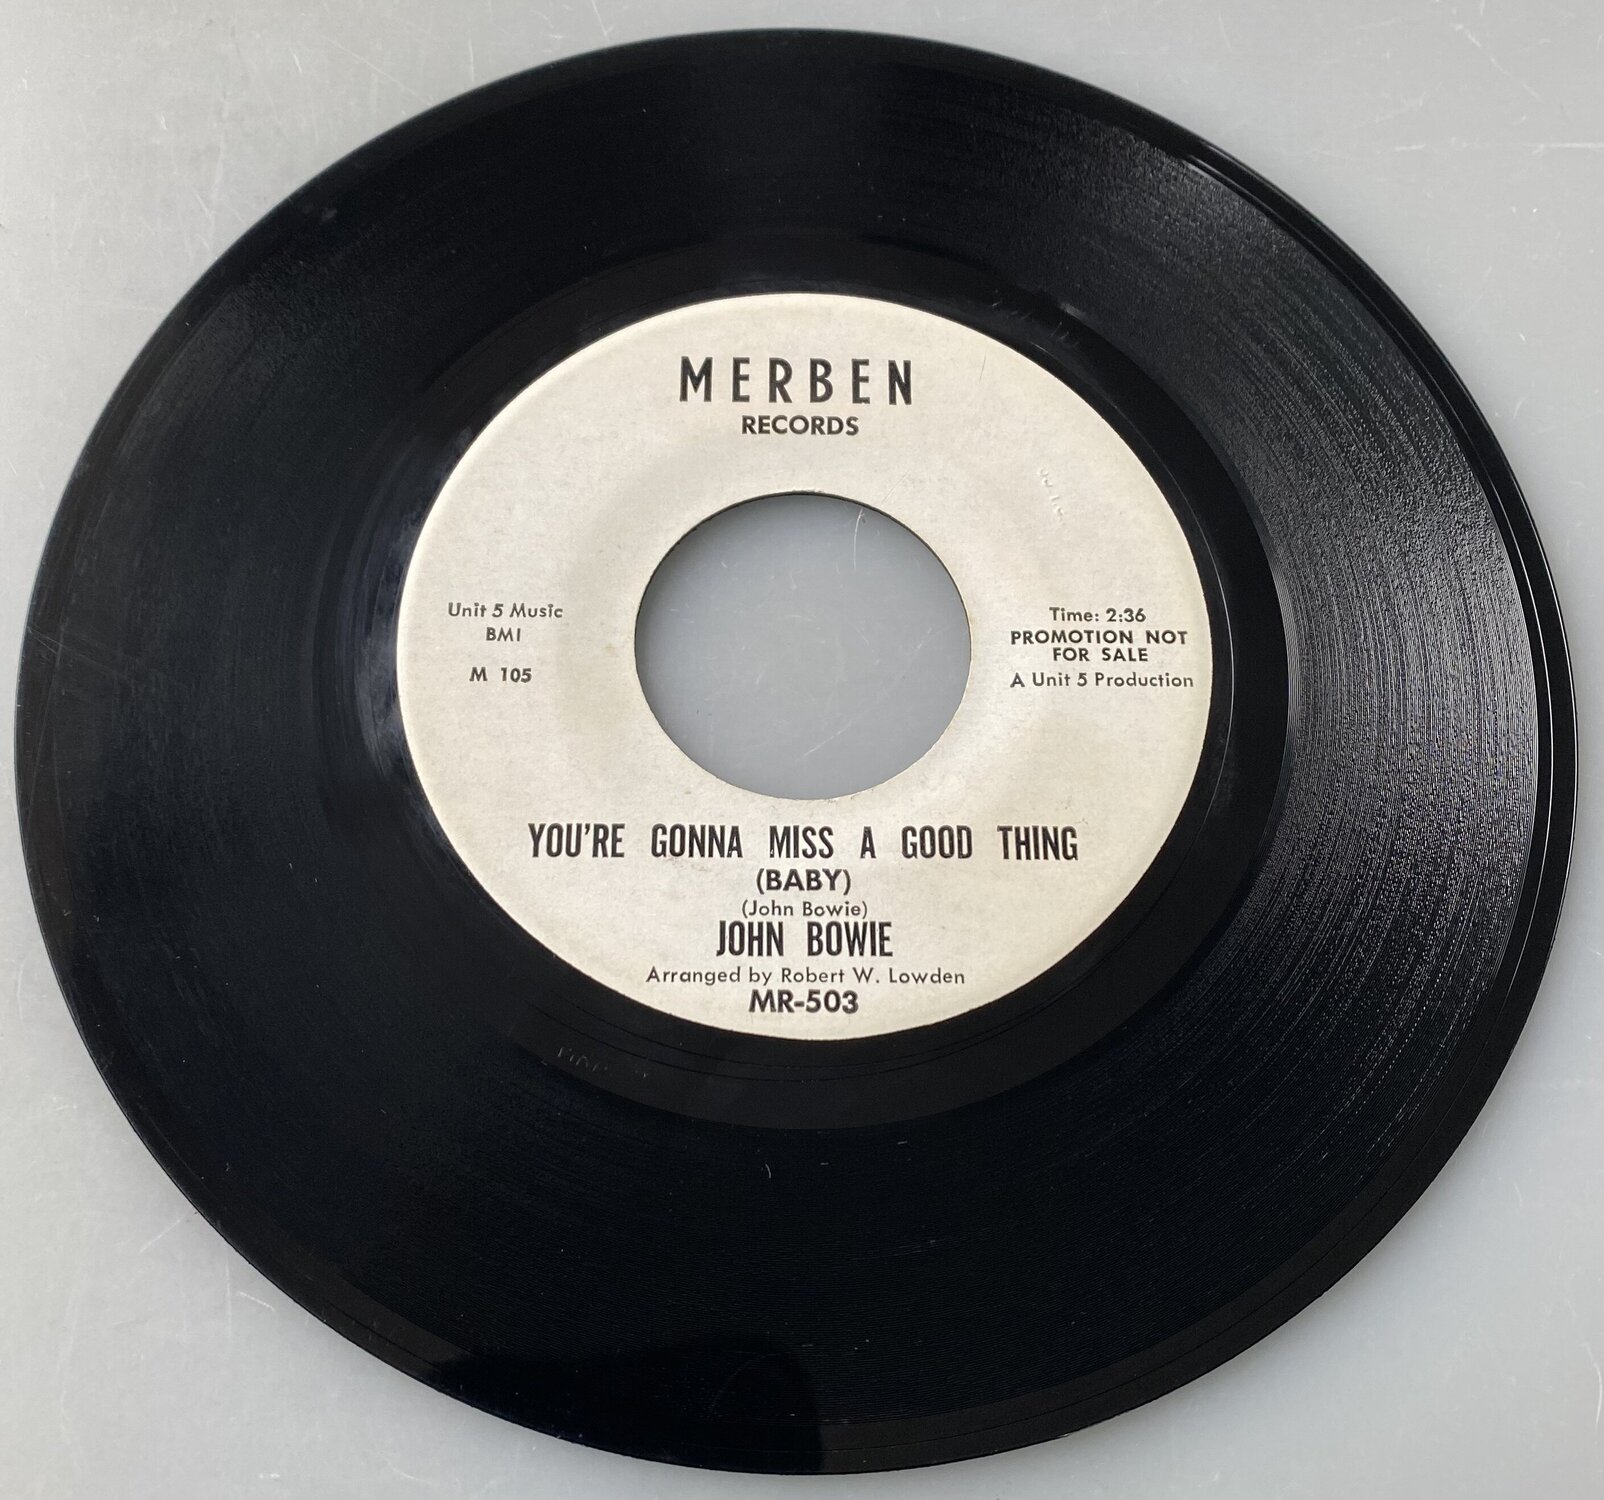 MERBEN
RECORDS
Unit 5 Music
BMI
M 105
Time: 2:36
PROMOTION NOT
FOR SALE
A Unit 5 Production
YOU'RE GONNA MISS A GOOD THING
(BABY)
(John Bowie)
JOHN BOWIE
Arranged by Robert W. Lowden
MR-503